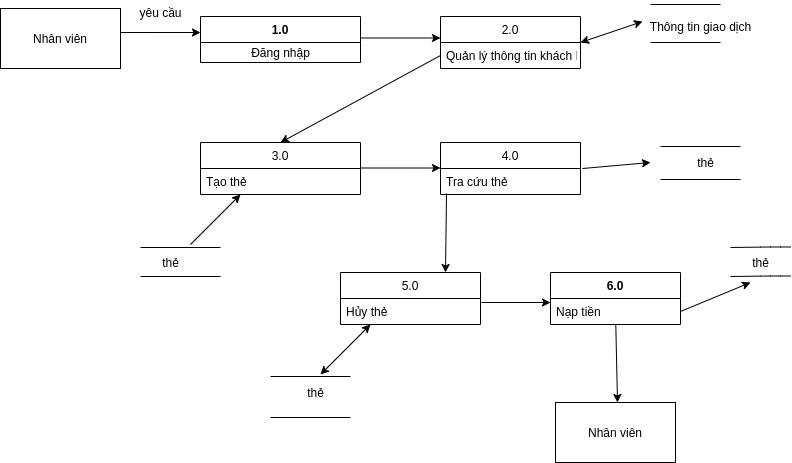 yêu cầu
Nhân viên
1.0
Đăng nhập
2.0
Quản lý thông tin khách
Thông tin giao dịch
3.0
Tạo thẻ
4.0
Tra cứu thẻ
thẻ
thẻ
5.0
Hủy thẻ
6.0
Nạp tiền
thẻ
thẻ
Nhân viên